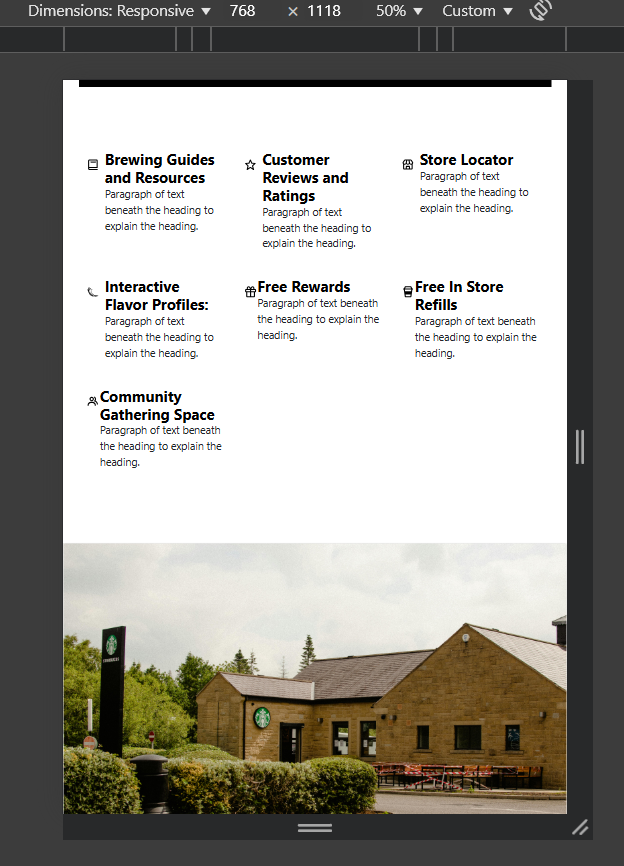 Dimensions: Responsive ▼ 768 × 1118 50% ▼ Custom ▼
Brewing Guides
and Resources
Paragraph of text
beneath the heading to
explain the heading.
Customer
Reviews and
Ratings
Paragraph of text
beneath the heading to
explain the heading.
Store Locator
Paragraph of text
beneath the heading to
explain the heading.
Interactive
Flavor Profiles:
Paragraph of text
beneath the heading to
explain the heading.
Free Rewards
Paragraph of text beneath
the heading to explain the
heading.
Free In Store
Refills
Paragraph of text beneath
the heading to explain the
heading.
Community
Gathering Space
Paragraph of text beneath
the heading to explain the
heading.
STARBUCKS